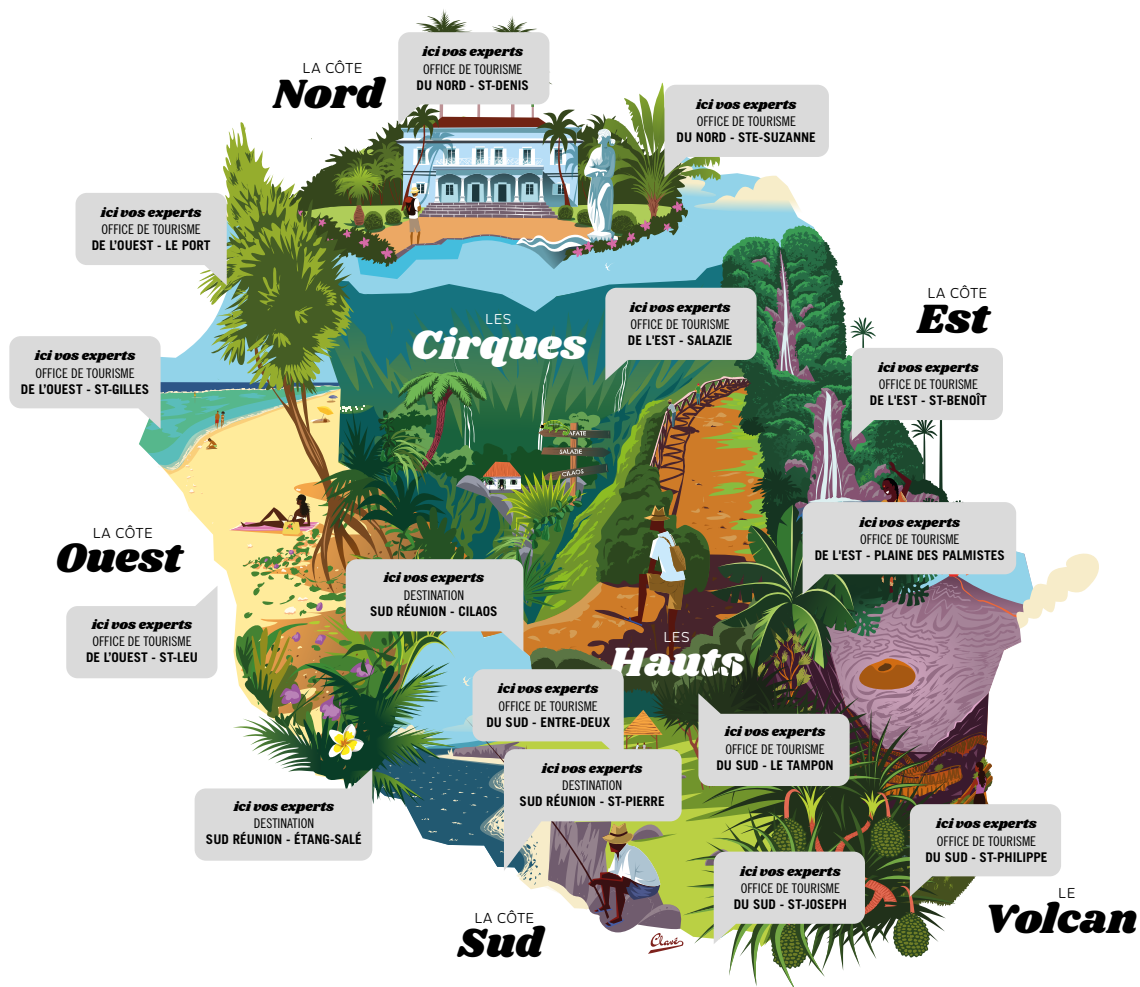 ici vos experts
OFFICE DE TOURISME
DU NORD - ST-DENIS
LA CÔTE
Nord
ici vos experts
OFFICE DE TOURISME
DU NORD - STE-SUZANNE
ici vos experts
OFFICE DE TOURISME
DE L'OUEST - LE PORT
LA CÔTE
Est
LES
Cirques
ici vos experts
OFFICE DE TOURISME
DE L'EST - SALAZIE
ici vos experts
OFFICE DE TOURISME
DE L'OUEST - ST-GILLES
ici vos experts
OFFICE DE TOURISME
DE L'EST - ST-BENOÎT
MAFATE
SALAZIE
CILAOS
LA CÔTE
Ouest
ici vos experts
OFFICE DE TOURISME
DE L'EST - PLAINE DES PALMISTES
ici vos experts
DESTINATION
SUD RÉUNION - CILAOS
ici vos experts
OFFICE DE TOURISME
DE L'OUEST - ST-LEU
LES
Hauts
ici vos experts
OFFICE DE TOURISME
DU SUD - ENTRE-DEUX
ici vos experts
OFFICE DE TOURISME
DU SUD - LE TAMPON
ici vos experts
DESTINATION
SUD RÉUNION - ST-PIERRE
ici vos experts
DESTINATION
SUD RÉUNION - ÉTANG-SALÉ
ici vos experts
OFFICE DE TOURISME
DU SUD - ST-PHILIPPE
ici vos experts
OFFICE DE TOURISME
DU SUD - ST-JOSEPH
LE
Volcan
LA CÔTE
Sud
Clavé